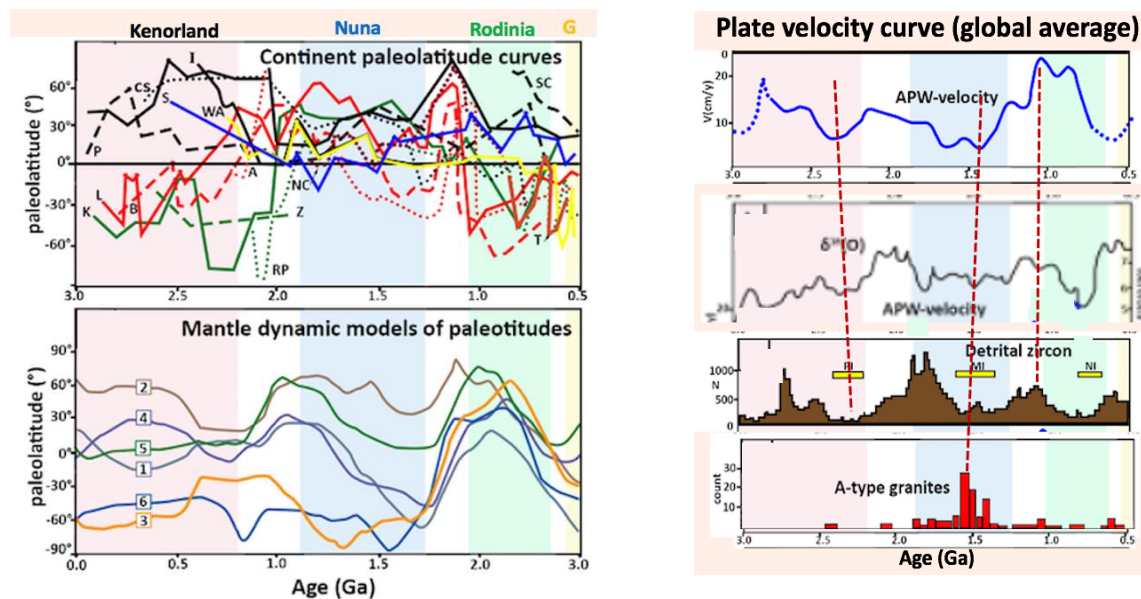 Kenorland Nuna Rodinia G
Continent paleolatitude curves
paleolatitude (°)
60°
30°
0°
-30°
-60°
I
CS
S
WA
P
A
NC
L
B
K
Z
RP
T
SC
3.0 2.5 2.0 1.5 1.0 0.5
Mantle dynamic models of paleotitudes
paleolatitude (°)
90°
60°
30°
0°
-30°
-60°
-90°
2
4
5
1
6
3
0.0 0.5 1.0 1.5 2.0 2.5 3.0
Age (Ga)
Plate velocity curve (global average)
V(cm/y)
0
20
10
APW-velocity
3.0 2.5 2.0 1.5 1.0 0.5
APW-velocity
7
6
5
Detrital zircon
1000
N
500
0
MI
NI
A-type granites
count
30
20
10
3.0 2.5 2.0 1.5 1.0 0.5
Age (Ga)